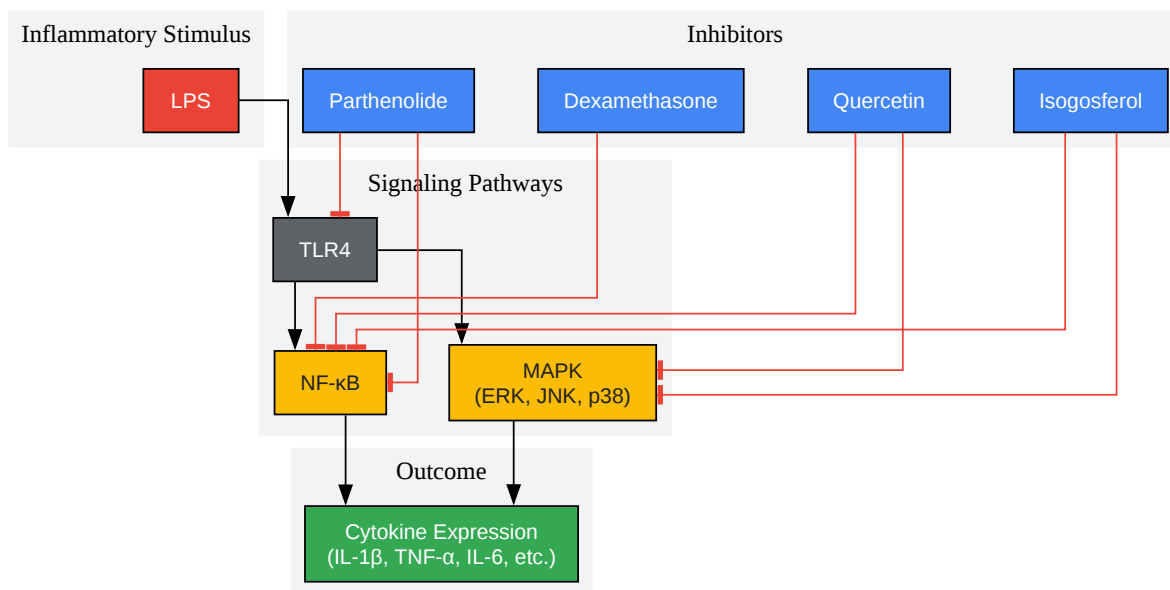 Inflammatory Stimulus
Inhibitors
LPS
Parthenolide
Dexamethasone
Quercetin
Isogosferol
Signaling Pathways
TLR4
NF-κB
MAPK
(ERK, JNK, p38)
Outcome
Cytokine Expression
(IL-1β, TNF-α, IL-6, etc.)